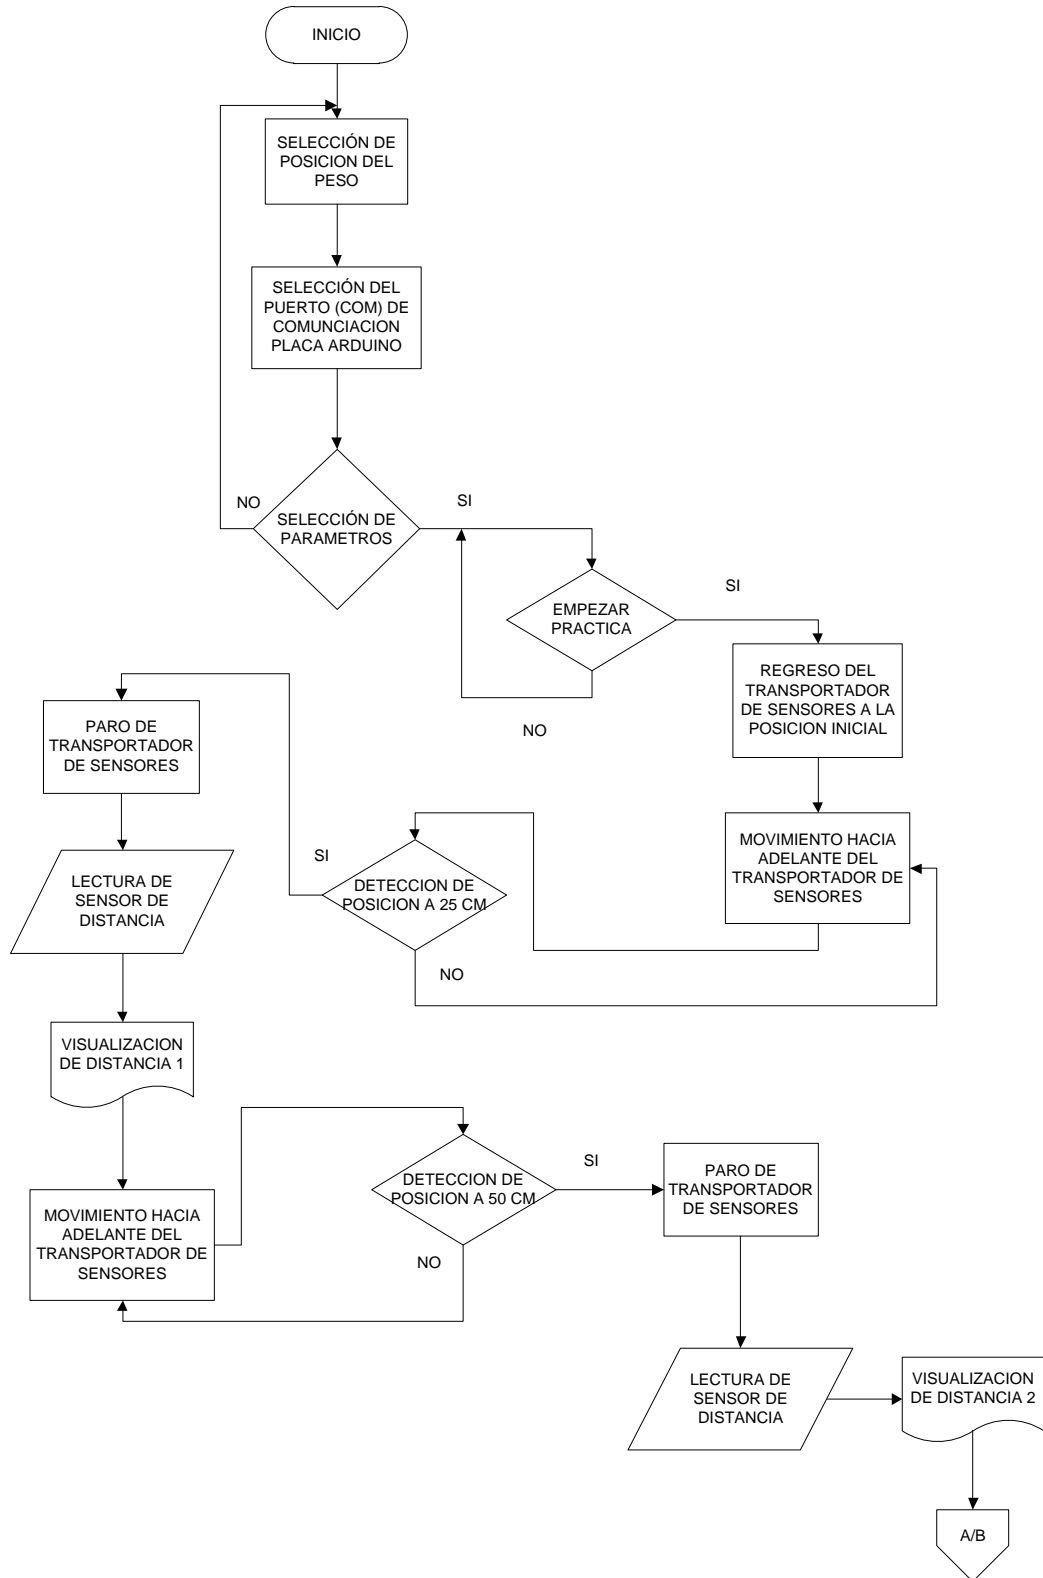 INICIO
SELECCIÓN DE
POSICION DEL
PESO
SELECCIÓN DEL
PUERTO (COM) DE
COMUNCIACION
PLACA ARDUINO
NO
SELECCIÓN DE
PARAMETROS
SI
EMPEZAR
PRACTICA
SI
NO
REGRESO DEL
TRANSPORTADOR
DE SENSORES A LA
POSICION INICIAL
MOVIMIENTO HACIA
ADELANTE DEL
TRANSPORTADOR DE
SENSORES
DETECCION DE
POSICION A 25 CM
SI
NO
PARO DE
TRANSPORTADOR
DE SENSORES
LECTURA DE
SENSOR DE
DISTANCIA
VISUALIZACION
DE DISTANCIA 1
MOVIMIENTO HACIA
ADELANTE DEL
TRANSPORTADOR DE
SENSORES
DETECCION DE
POSICION A 50 CM
NO
SI
PARO DE
TRANSPORTADOR
DE SENSORES
LECTURA DE
SENSOR DE
DISTANCIA
VISUALIZACION
DE DISTANCIA 2
A/B